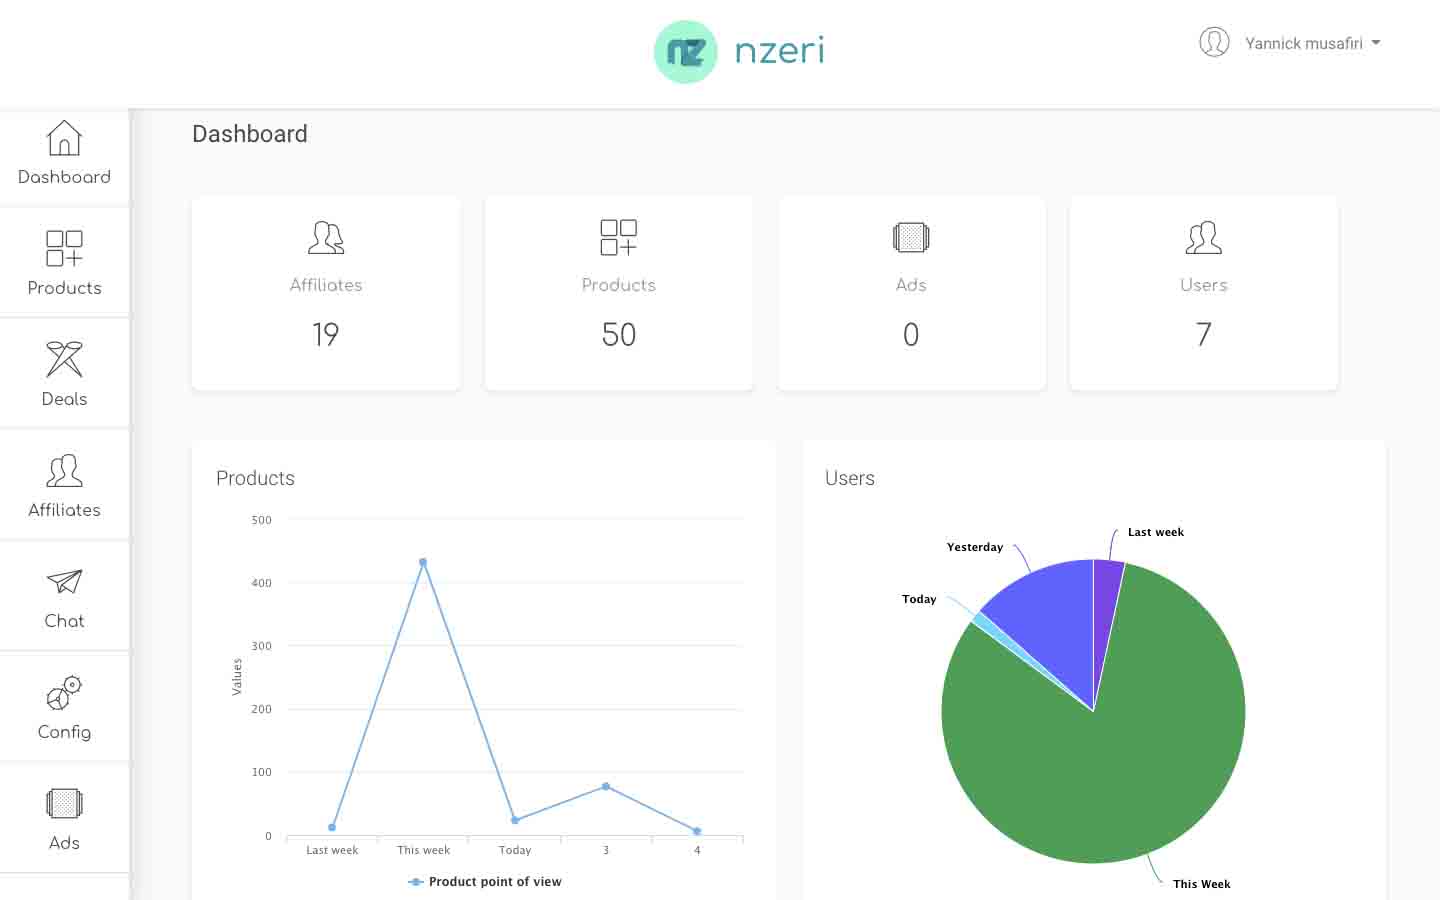 nz nzeri
Yannick musafiri
Dashboard
Products
Deals
Affiliates
Chat
Config
Ads
Dashboard
Affiliates
19
Products
50
Ads
0
Users
7
Products
500
400
300
200
100
0
Values
Last week This week Today 3 4
Product point of view
Users
Last week
Yesterday
Today
This Week